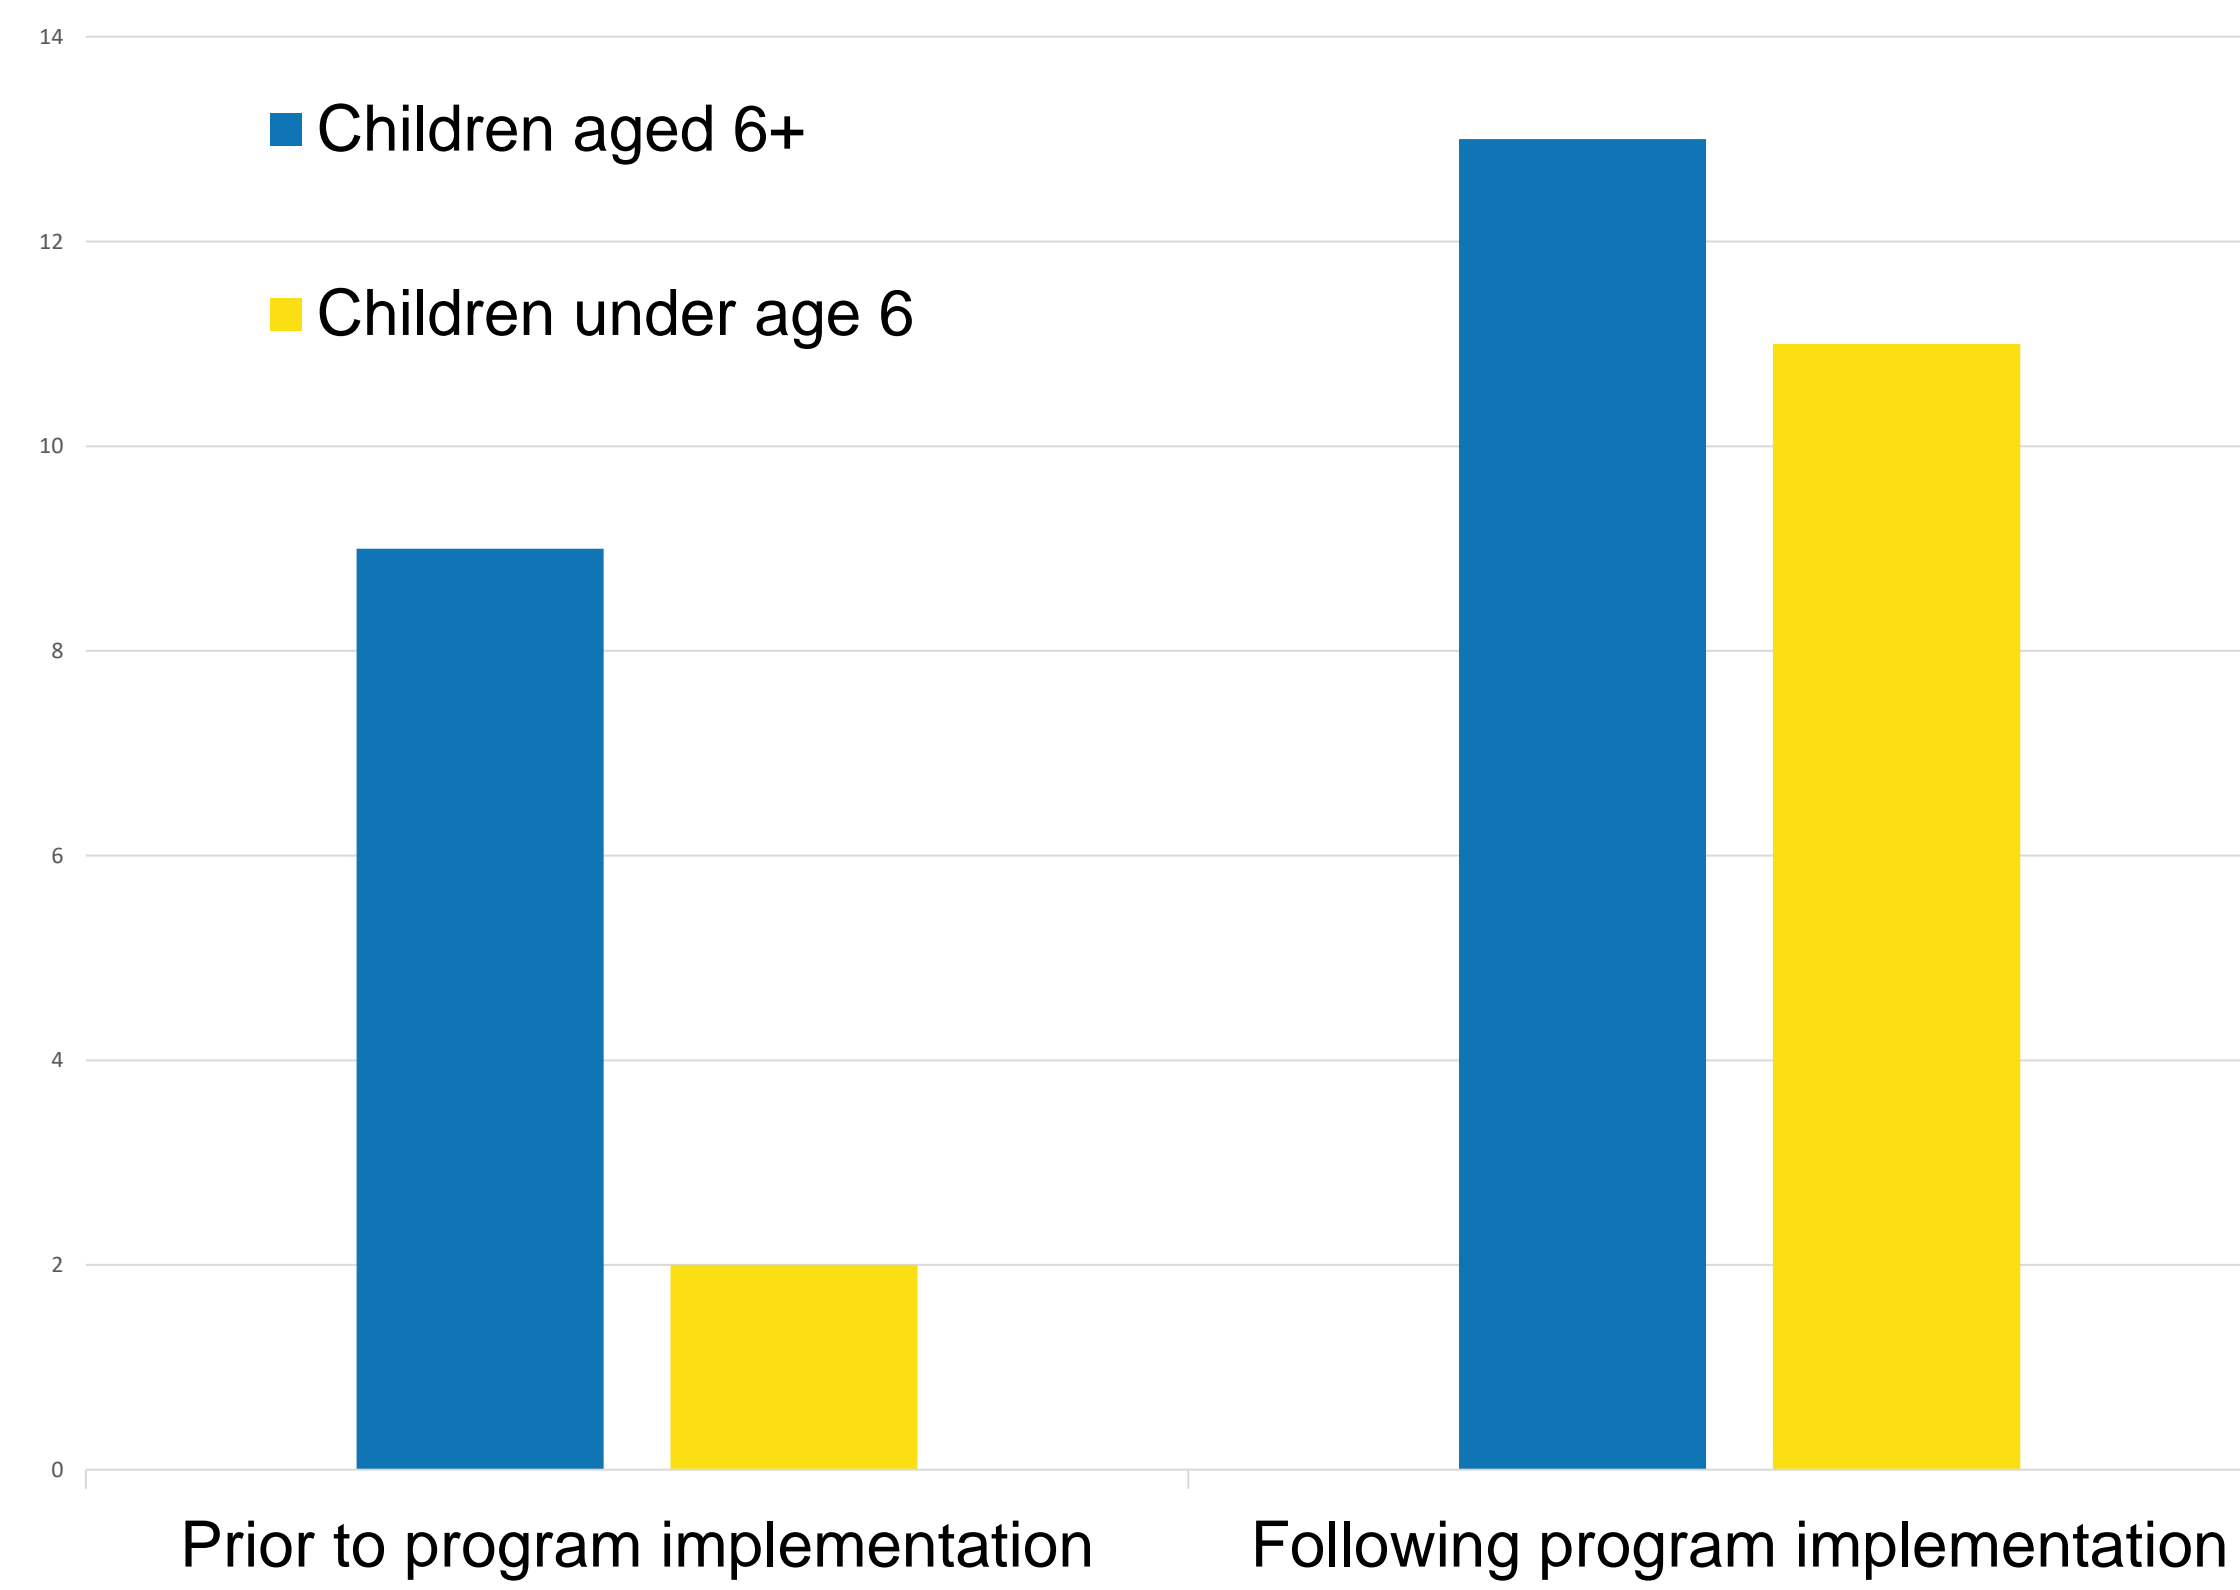 14
Children aged 6+
12
Children under age 6
10
8
6
4
2
0
Prior to program implementation
Following program implementation